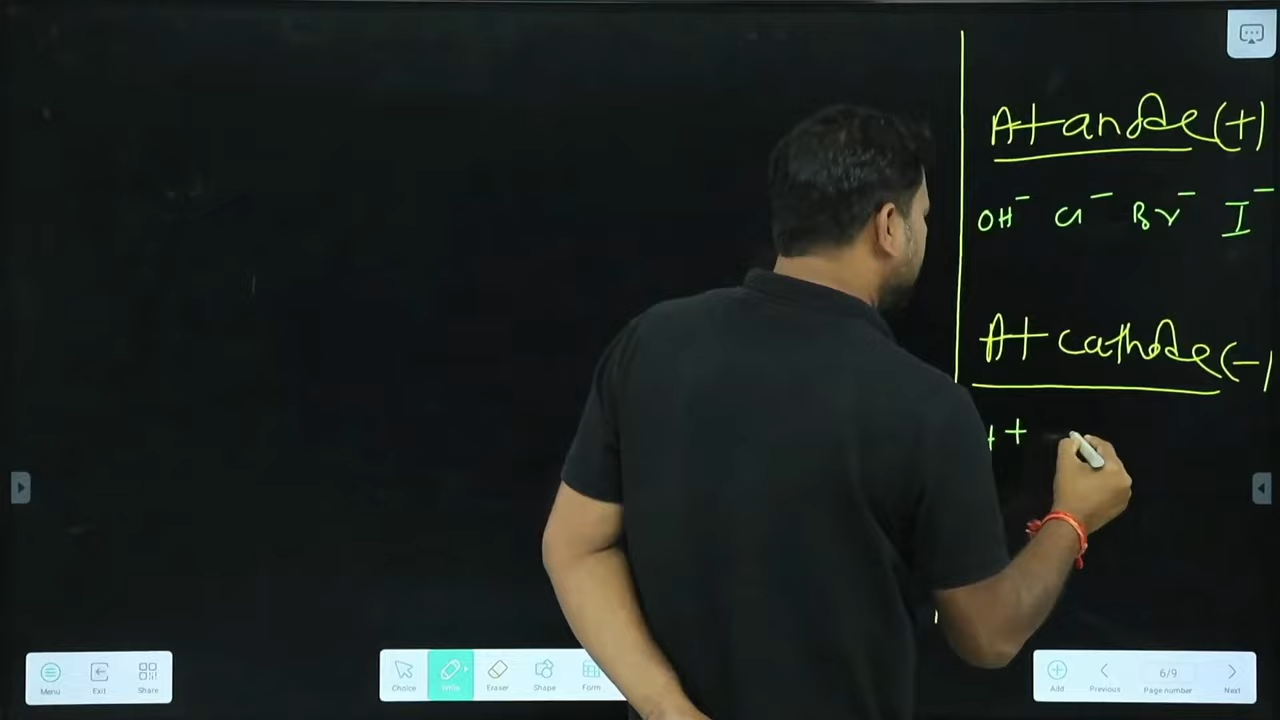 At anode (+)
OH⁻ Cl⁻ Br⁻ I⁻
At cathode (-)
+
Menu Exit Share
Choice Write Eraser Shape Form
Add Previous 6/9 Page number Next